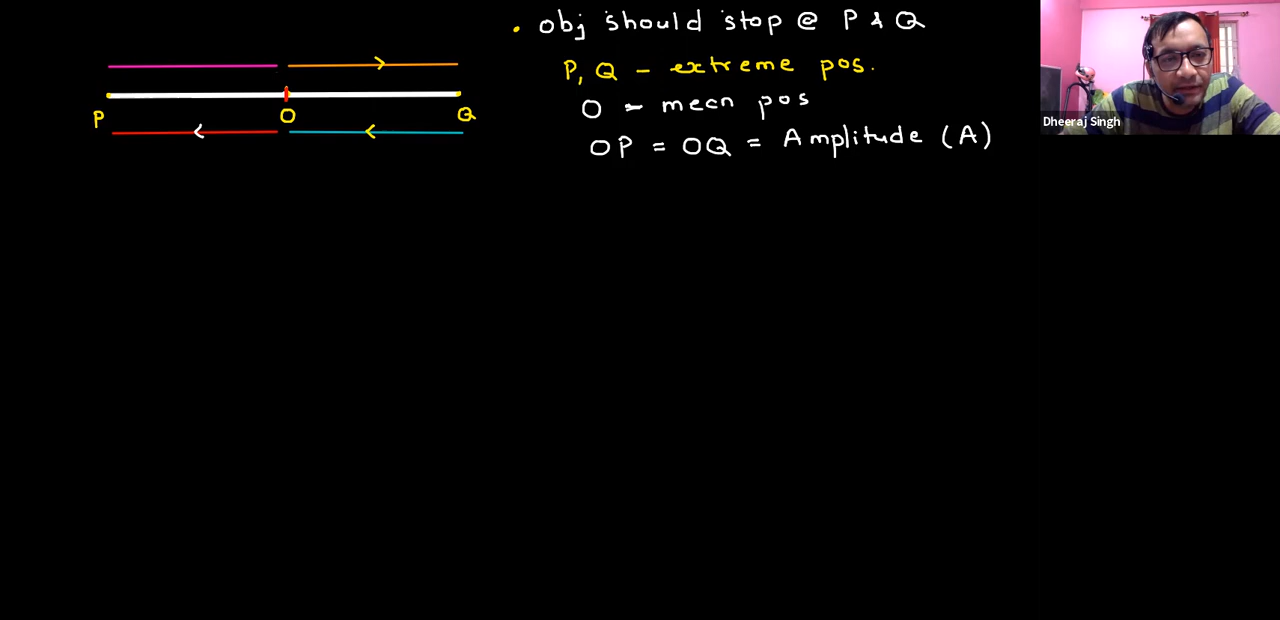 • obj should stop @ P & Q
P, Q - extreme pos.
O - mean pos
OP = OQ = Amplitude (A)
P O Q
Dheeraj Singh